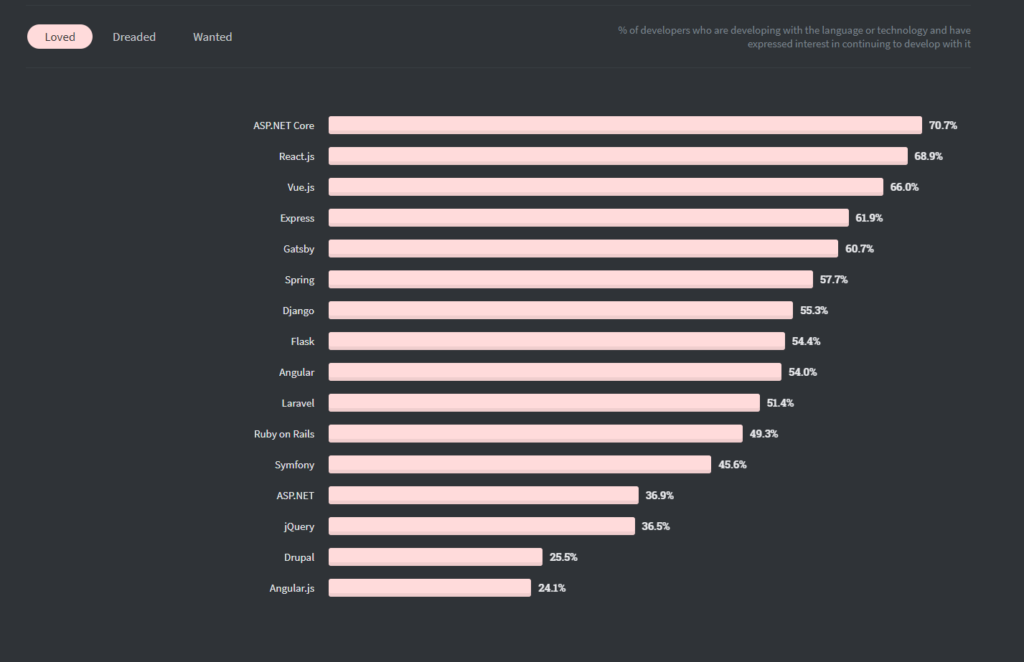 Loved Dreaded Wanted
% of developers who are developing with the language or technology and have
expressed interest in continuing to develop with it
ASP.NET Core 70.7%
React.js 68.9%
Vue.js 66.0%
Express 61.9%
Gatsby 60.7%
Spring 57.7%
Django 55.3%
Flask 54.4%
Angular 54.0%
Laravel 51.4%
Ruby on Rails 49.3%
Symfony 45.6%
ASP.NET 36.9%
jQuery 36.5%
Drupal 25.5%
Angular.js 24.1%